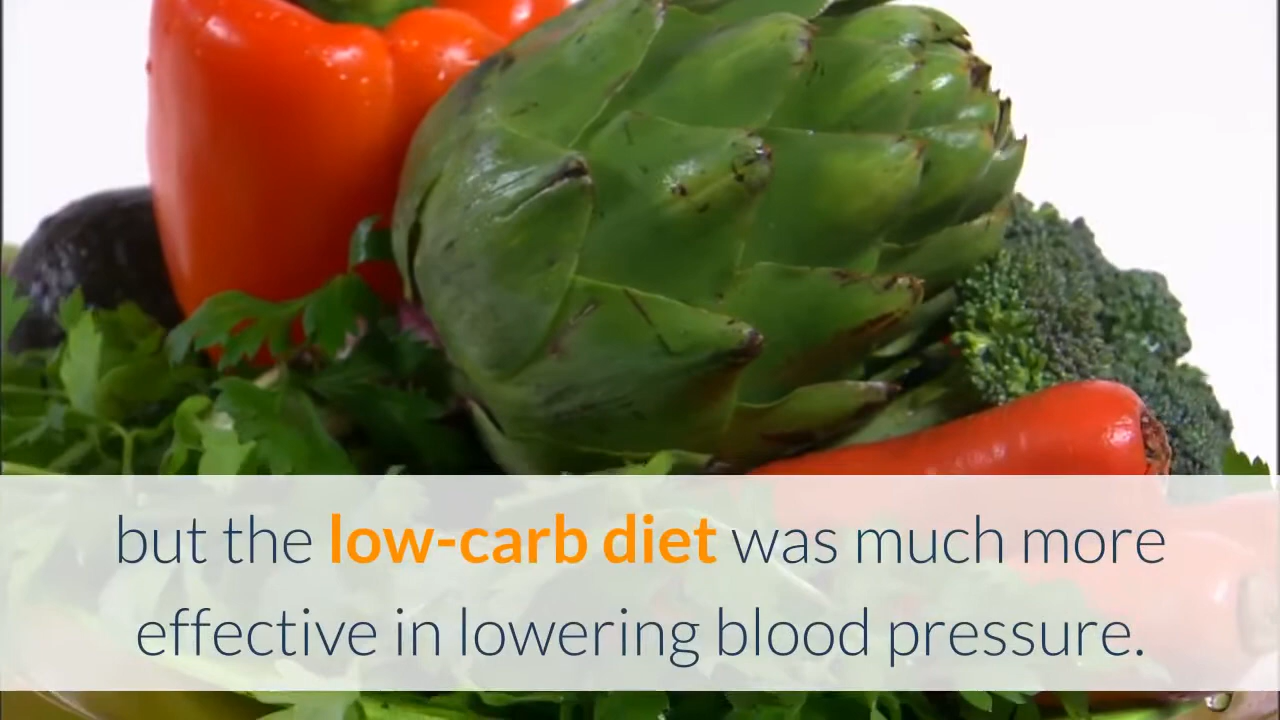 but the low-carb diet was much more
effective in lowering blood pressure.